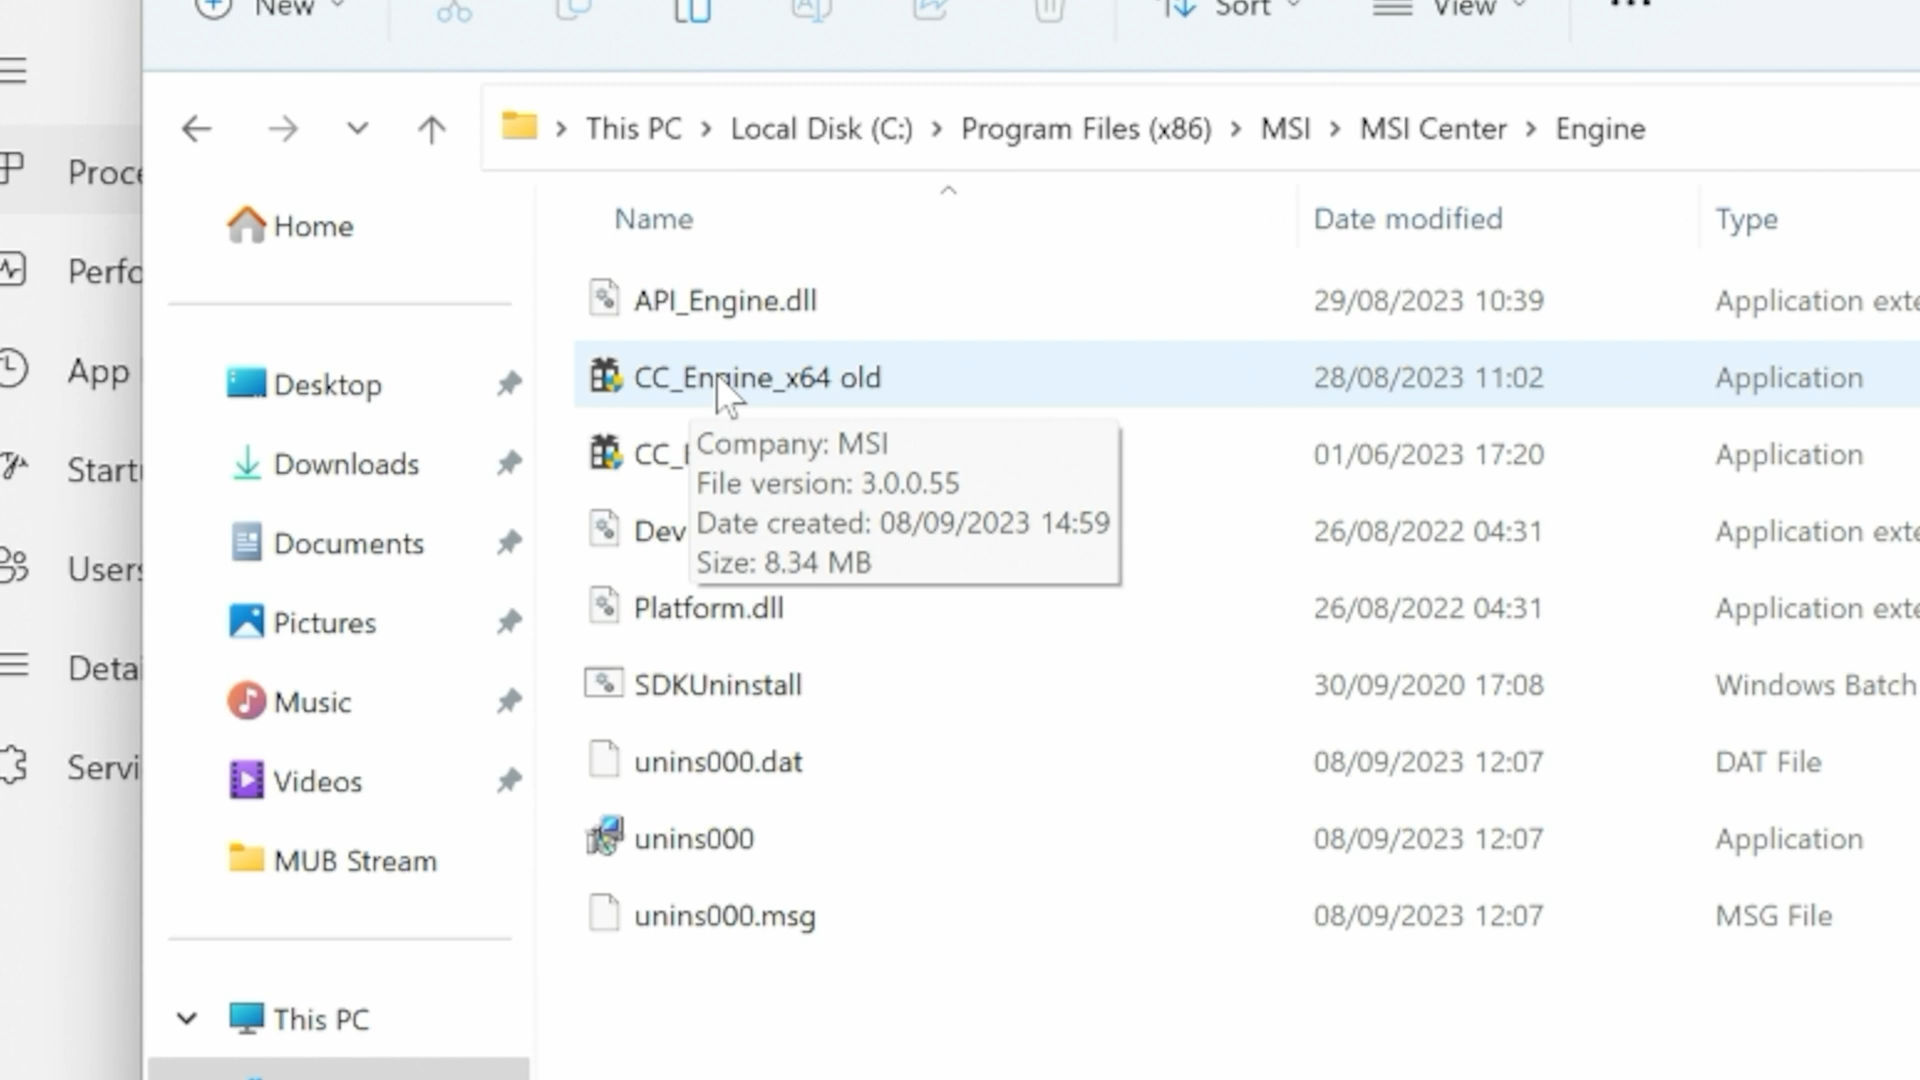 New
Sort
View
This PC > Local Disk (C:) > Program Files (x86) > MSI > MSI Center > Engine
Name
Date modified
Type
Home
Desktop
Downloads
Documents
Pictures
Music
Videos
MUB Stream
This PC
API_Engine.dll 29/08/2023 10:39 Application exte
CC_Engine_x64 old 28/08/2023 11:02 Application
CC_ 01/06/2023 17:20 Application
Dev 26/08/2022 04:31 Application exte
Platform.dll 26/08/2022 04:31 Application exte
SDKUninstall 30/09/2020 17:08 Windows Batch
unins000.dat 08/09/2023 12:07 DAT File
unins000 08/09/2023 12:07 Application
unins000.msg 08/09/2023 12:07 MSG File
Company: MSI
File version: 3.0.0.55
Date created: 08/09/2023 14:59
Size: 8.34 MB
Proce
Perfo
App
Start
Users
Detai
Servi